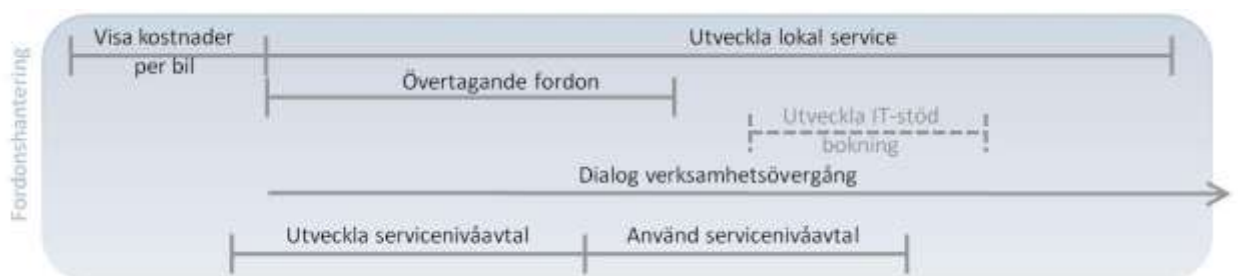 Fordonshantering
Visa kostnader
per bil
Utveckla lokal service
Övertagande fordon
Utveckla IT-stöd
bokning
Dialog verksamhetsövergång
Utveckla servicenivåavtal
Använd servicenivåavtal